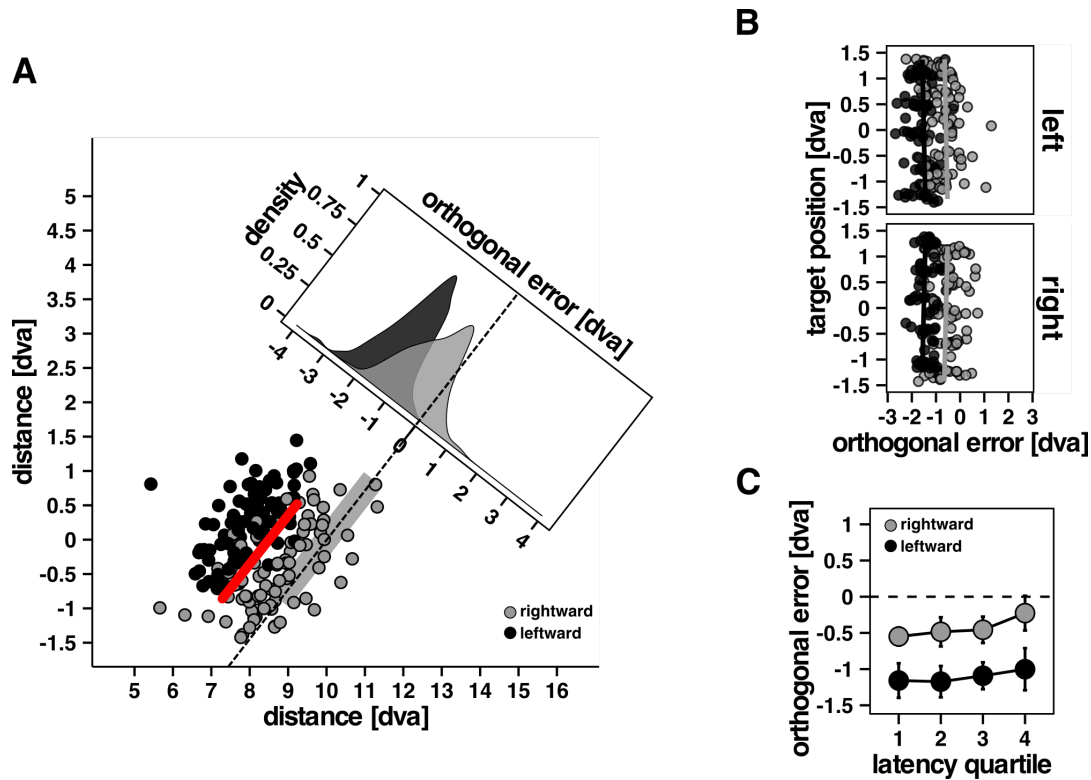 A
distance [dva]
5
4.5
4
3.5
3
2.5
2
1.5
1
0.5
0
-0.5
-1
-1.5
5 6 7 8 9 10 11 12 13 14 15 16
distance [dva]
density
1
0.75
0.5
0.25
0
orthogonal error [dva]
-4 -3 -2 -1 0 1 2 3 4
rightward
leftward
B
target position [dva]
1.5
1
0.5
0
-0.5
-1
-1.5
left
1.5
1
0.5
0
-0.5
-1
-1.5
right
-3 -2 -1 0 1 2 3
orthogonal error [dva]
C
orthogonal error [dva]
1
0.5
0
-0.5
-1
-1.5
rightward
leftward
1 2 3 4
latency quartile